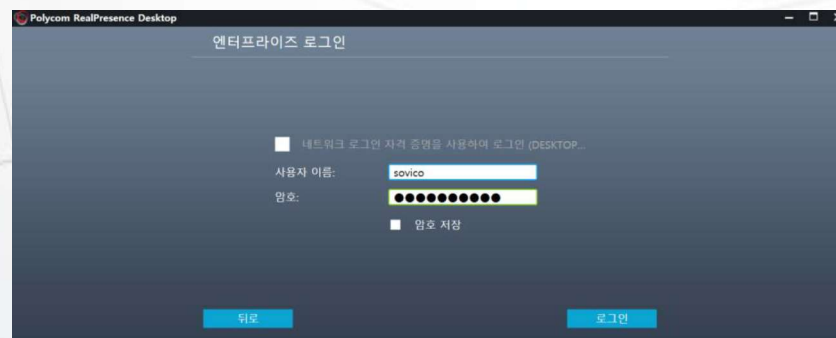 Polycom RealPresence Desktop
엔터프라이즈 로그인
네트워크 로그인 자격 증명을 사용하여 로그인 (DESKTOP...
사용자 이름: sovico
암호: ●●●●●●●●●●
암호 저장
뒤로 로그인